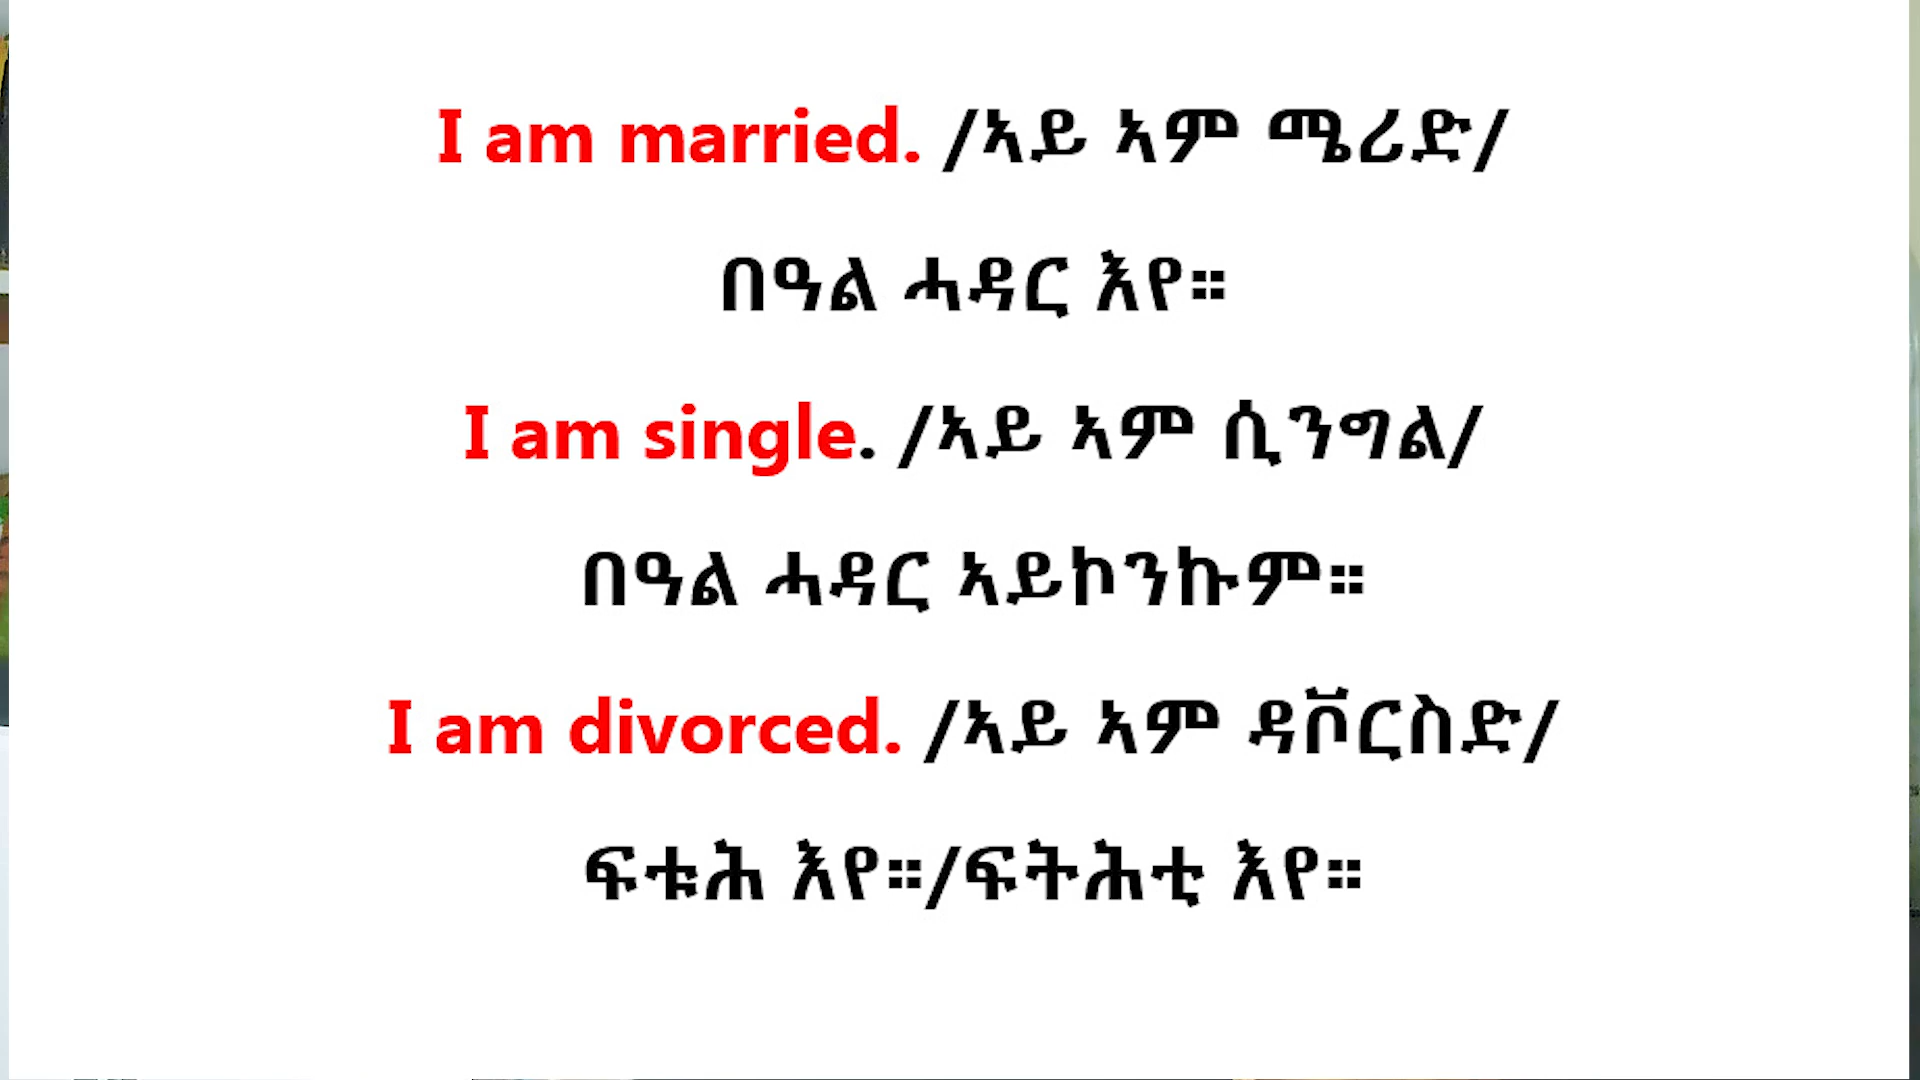 I am married. /ኣይ ኣም ሜሪድ/
በዓል ሓዳር እየ።
I am single. /ኣይ ኣም ሲንግል/
በዓል ሓዳር ኣይኮንኩም።
I am divorced. /ኣይ ኣም ዳቮርስድ/
ፍቱሕ እየ።/ፍትሕቲ እየ።